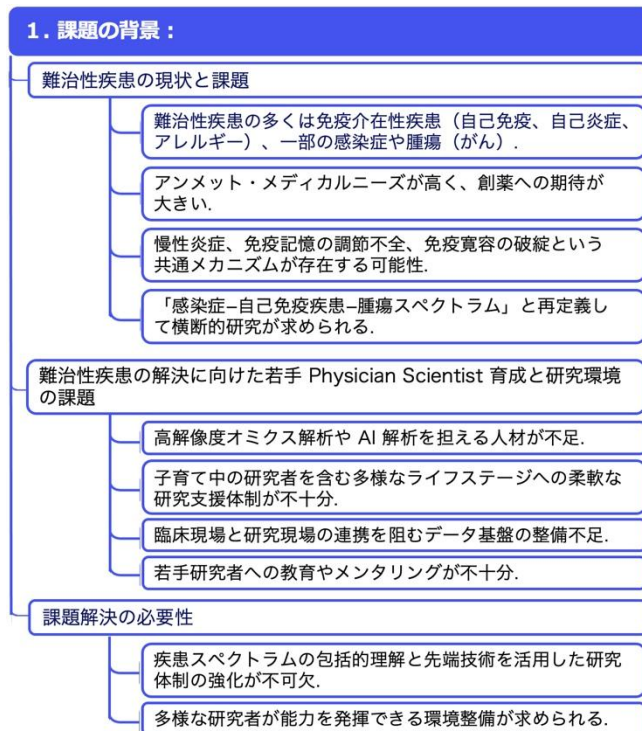 1. 課題の背景：
難治性疾患の現状と課題
難治性疾患の多くは免疫介在性疾患（自己免疫、自己炎症、
アレルギー）、一部の感染症や腫瘍（がん）.
アンメット・メディカルニーズが高く、創薬への期待が
大きい.
慢性炎症、免疫記憶の調節不全、免疫寛容の破綻という
共通メカニズムが存在する可能性.
「感染症–自己免疫疾患–腫瘍スペクトラム」と再定義し
て横断的研究が求められる.
難治性疾患の解決に向けた若手 Physician Scientist 育成と研究環境
の課題
高解像度オミクス解析や AI 解析を担える人材が不足.
子育て中の研究者を含む多様なライフステージへの柔軟な
研究支援体制が不十分.
臨床現場と研究現場の連携を阻むデータ基盤の整備不足.
若手研究者への教育やメンタリングが不十分.
課題解決の必要性
疾患スペクトラムの包括的理解と先端技術を活用した研究
体制の強化が不可欠.
多様な研究者が能力を発揮できる環境整備が求められる.